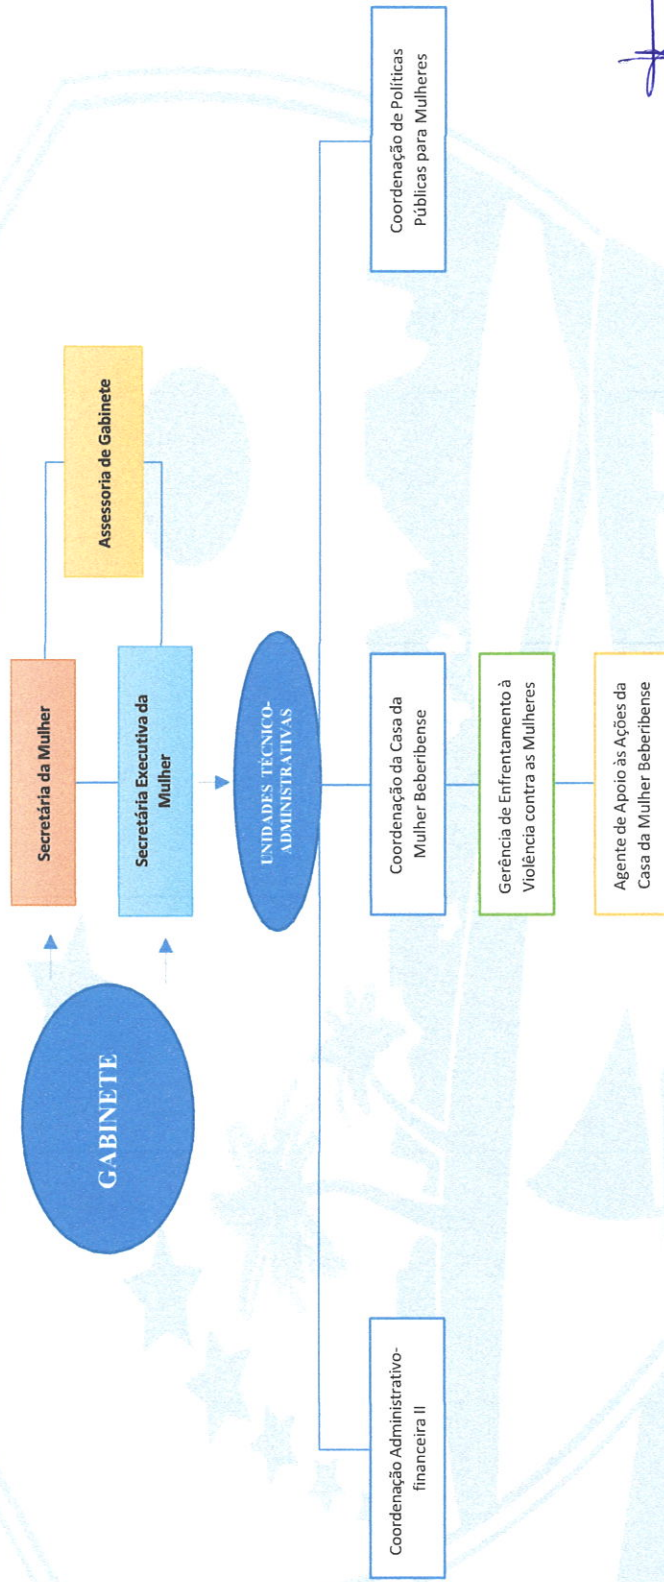 GABINETE
Secretária da Mulher
Secretária Executiva da
Mulher
Assessoria de Gabinete
UNIDADES TÉCNICO-
ADMINISTRATIVAS
Coordenação Administrativo-
financeira II
Coordenação da Casa da
Mulher Beberibense
Coordenação de Políticas
Públicas para Mulheres
Gerência de Enfrentamento à
Violência contra as Mulheres
Agente de Apoio às Ações da
Casa da Mulher Beberibense